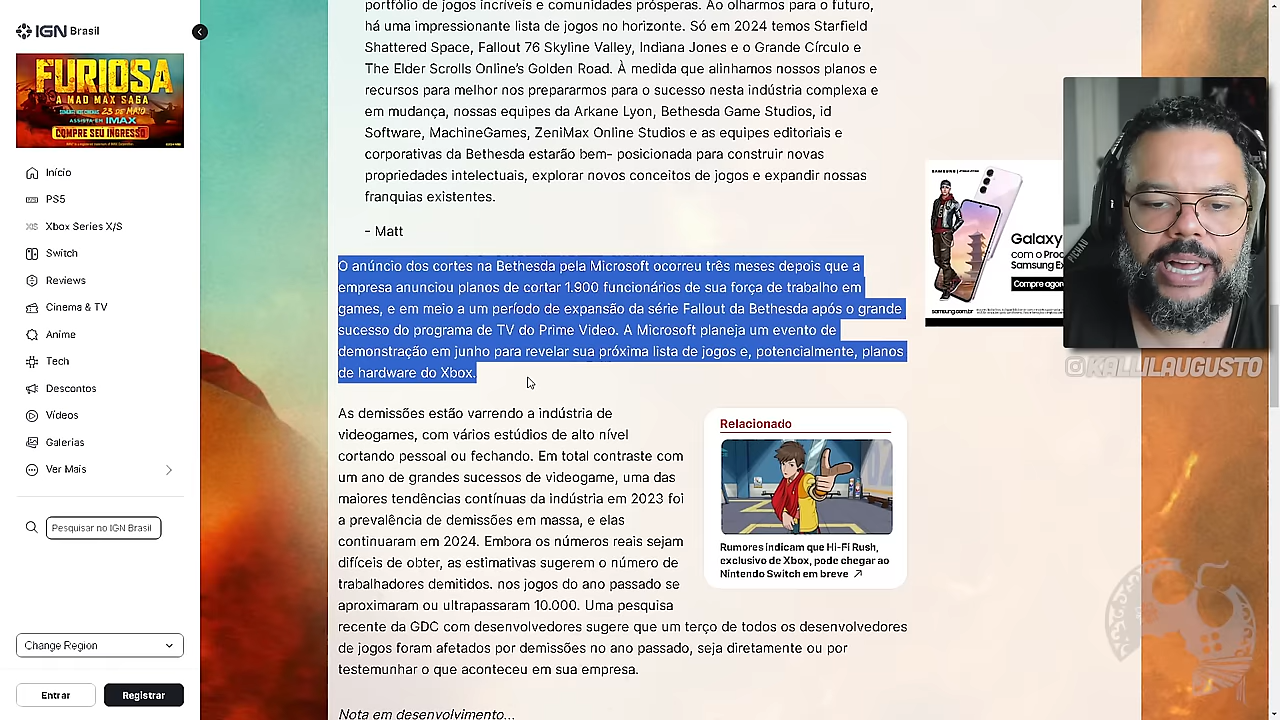 IGN Brasil
FURIOSA
A MAD MAX SAGA
SOMENTE NOS CINEMAS 23 DE MAIO
ASSISTA EM IMAX
COMPRE SEU INGRESSO
Início
PS5
Xbox Series X/S
Switch
Reviews
Cinema & TV
Anime
Tech
Descontos
Vídeos
Galerias
Ver Mais
Pesquisar no IGN Brasil
Change Region
Entrar
Registrar
portfólio de jogos incríveis e comunidades prósperas. Ao olharmos para o futuro,
há uma impressionante lista de jogos no horizonte. Só em 2024 temos Starfield
Shattered Space, Fallout 76 Skyline Valley, Indiana Jones e o Grande Círculo e
The Elder Scrolls Online's Golden Road. À medida que alinhamos nossos planos e
recursos para melhor nos prepararmos para o sucesso nesta indústria complexa e
em mudança, nossas equipes da Arkane Lyon, Bethesda Game Studios, id
Software, MachineGames, ZeniMax Online Studios e as equipes editoriais e
corporativas da Bethesda estarão bem- posicionada para construir novas
propriedades intelectuais, explorar novos conceitos de jogos e expandir nossas
franquias existentes.
- Matt
O anúncio dos cortes na Bethesda pela Microsoft ocorreu três meses depois que a
empresa anunciou planos de cortar 1.900 funcionários de sua força de trabalho em
games, e em meio a um período de expansão da série Fallout da Bethesda após o grande
sucesso do programa de TV do Prime Video. A Microsoft planeja um evento de
demonstração em junho para revelar sua próxima lista de jogos e, potencialmente, planos
de hardware do Xbox.
As demissões estão varrendo a indústria de
videogames, com vários estúdios de alto nível
cortando pessoal ou fechando. Em total contraste com
um ano de grandes sucessos de videogame, uma das
maiores tendências contínuas da indústria em 2023 foi
a prevalência de demissões em massa, e elas
continuaram em 2024. Embora os números reais sejam
difíceis de obter, as estimativas sugerem o número de
trabalhadores demitidos. nos jogos do ano passado se
aproximaram ou ultrapassaram 10.000. Uma pesquisa
recente da GDC com desenvolvedores sugere que um terço de todos os desenvolvedores
de jogos foram afetados por demissões no ano passado, seja diretamente ou por
testemunhar o que aconteceu em sua empresa.
Nota em desenvolvimento...
Relacionado
Rumores indicam que Hi-Fi Rush,
exclusivo de Xbox, pode chegar ao
Nintendo Switch em breve
SAMSUNG
Galaxy
com o Proc
Samsung Ex
Compre agor
samsung.com.br
PICHAU
@KALLILAUGUSTO